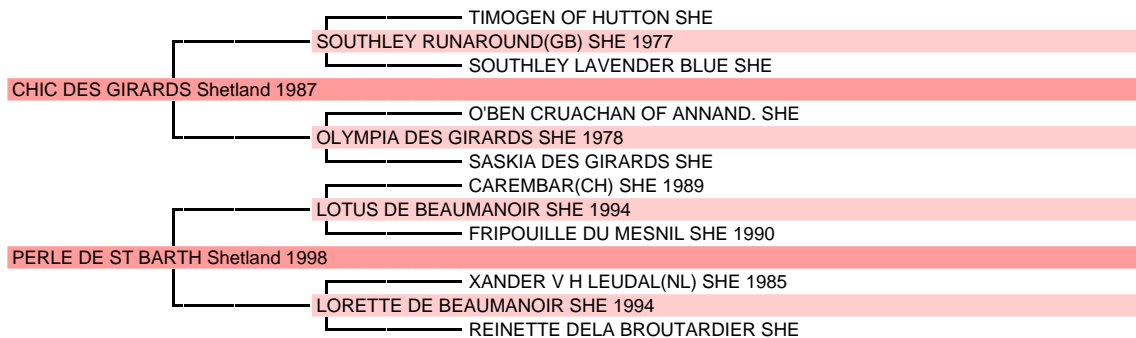 TIMOGEN OF HUTTON SHE
SOUTHLEY RUNAROUND(GB) SHE 1977
SOUTHLEY LAVENDER BLUE SHE
CHIC DES GIRARDS Shetland 1987
O'BEN CRUACHAN OF ANNAND. SHE
OLYMPIA DES GIRARDS SHE 1978
SASKIA DES GIRARDS SHE
CAREMBAR(CH) SHE 1989
LOTUS DE BEAUMANOIR SHE 1994
FRIPOUILLE DU MESNIL SHE 1990
PERLE DE ST BARTH Shetland 1998
XANDER V H LEUDAL(NL) SHE 1985
LORETTE DE BEAUMANOIR SHE 1994
REINETTE DELA BROUTARDIER SHE